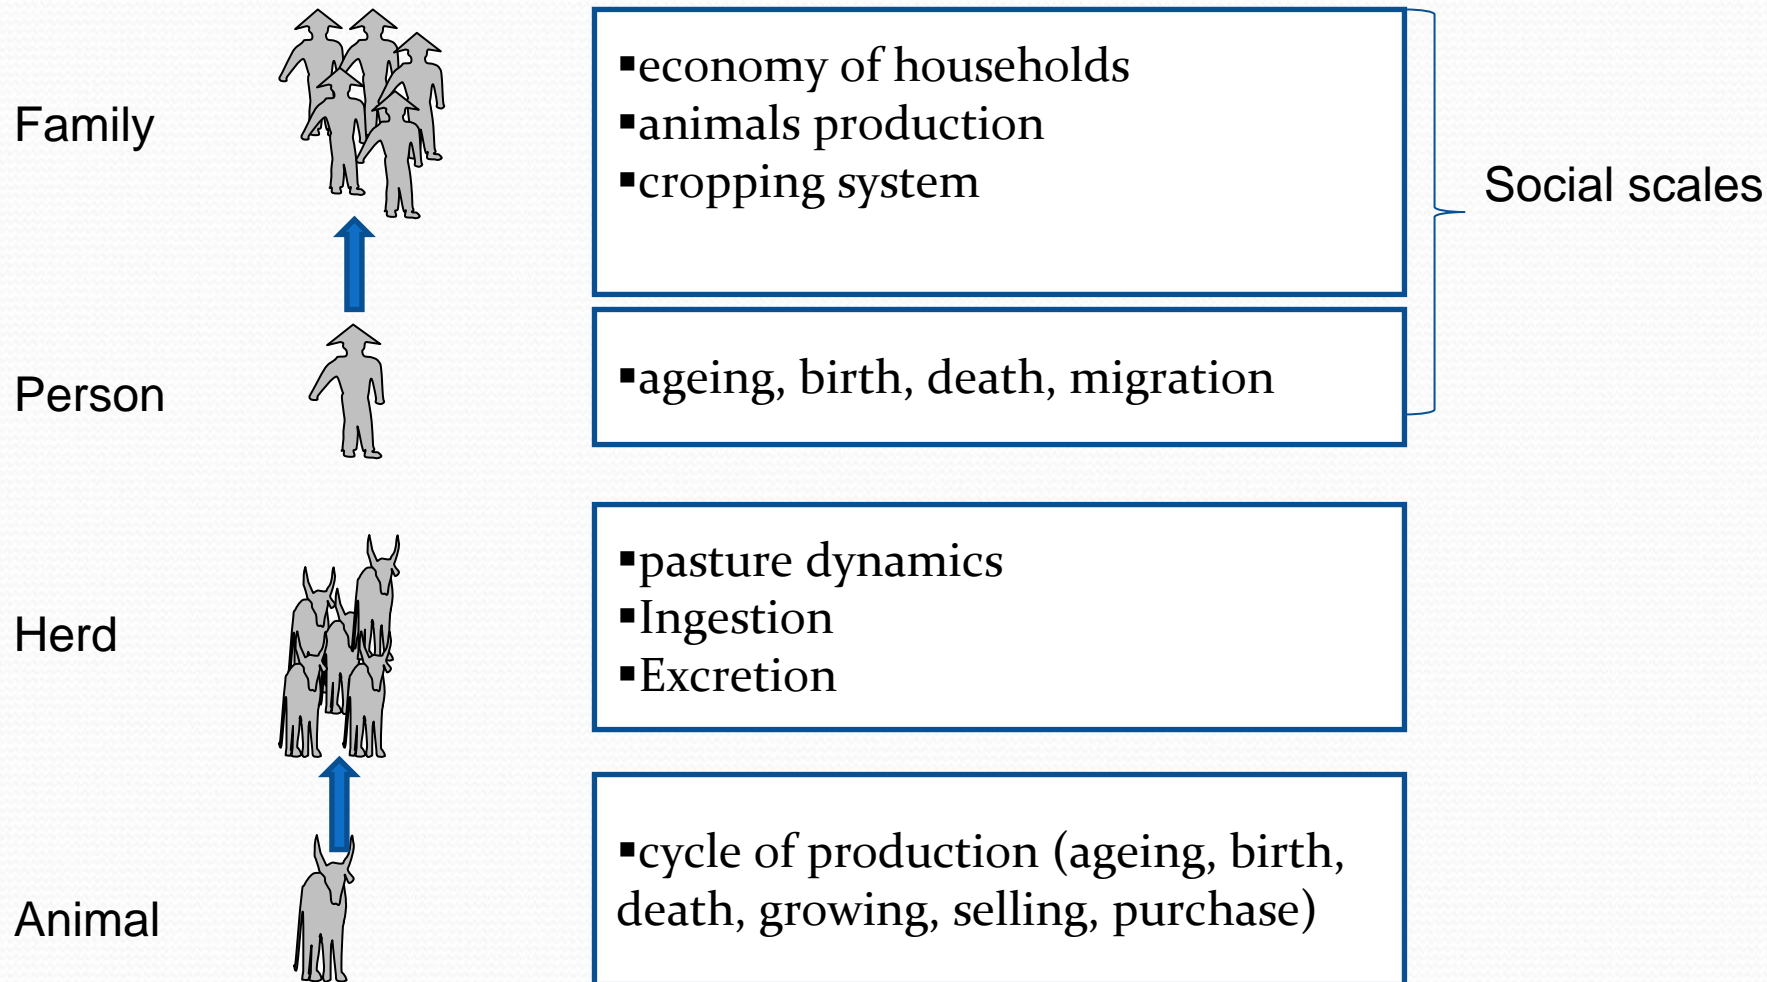 Family
▪economy of households
▪animals production
▪cropping system
Social scales
Person
▪ageing, birth, death, migration
Herd
▪pasture dynamics
▪Ingestion
▪Excretion
Animal
▪cycle of production (ageing, birth,
death, growing, selling, purchase)